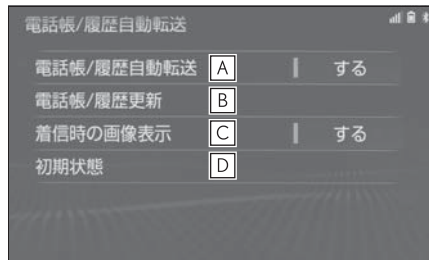 電話帳/履歴自動転送
電話帳/履歴自動転送 A する
電話帳/履歴更新 B
着信時の画像表示 C する
初期状態 D